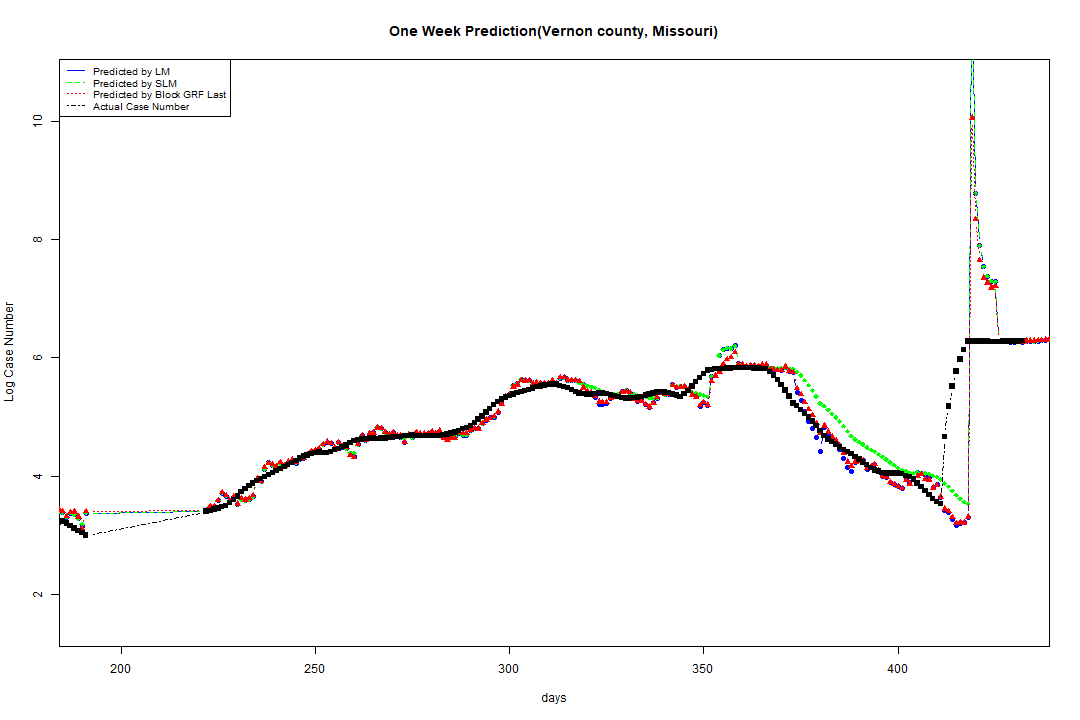 One Week Prediction(Vernon county, Missouri)
Predicted by LM
Predicted by SLM
Predicted by Block GRF Last
Actual Case Number
10
8
6
4
2
Log Case Number
200 250 300 350 400
days